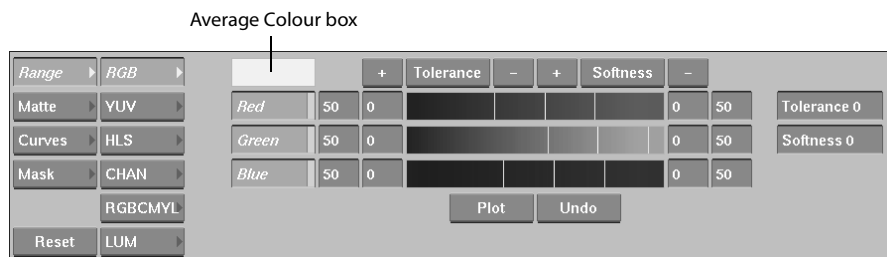 Average Colour box
Range RGB + Tolerance - + Softness -
Matte YUV Red 50 0 0 50 Tolerance 0
Curves HLS Green 50 0 0 50 Softness 0
Mask CHAN Blue 50 0 0 50
RGBCMYL Plot Undo
Reset LUM